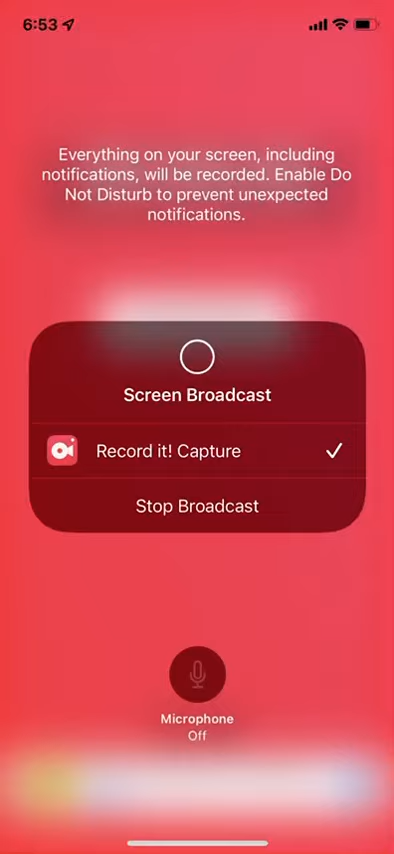 6:53
Everything on your screen, including
notifications, will be recorded. Enable Do
Not Disturb to prevent unexpected
notifications.
Screen Broadcast
Record it! Capture
Stop Broadcast
Microphone
Off